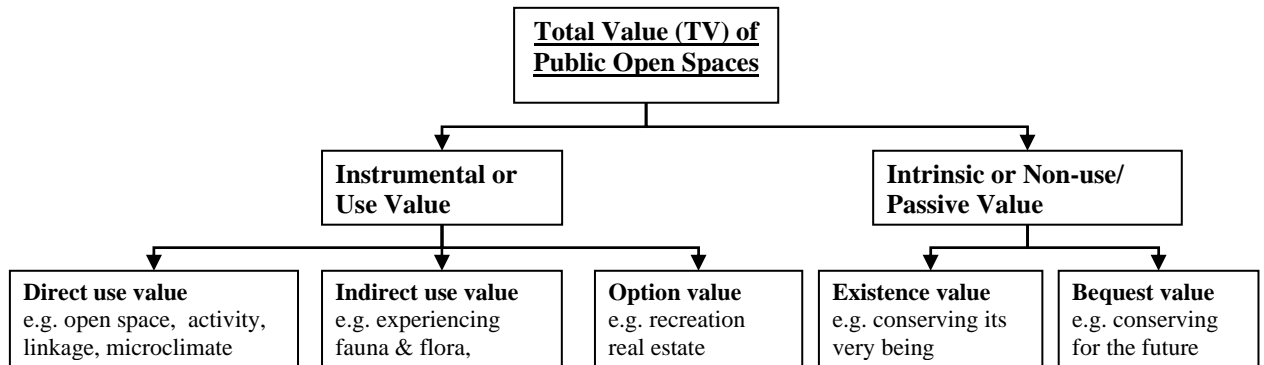 Total Value (TV) of
Public Open Spaces
Instrumental or
Use Value
Intrinsic or Non-use/
Passive Value
Direct use value
e.g. open space, activity,
linkage, microclimate
Indirect use value
e.g. experiencing
fauna & flora,
Option value
e.g. recreation
real estate
Existence value
e.g. conserving its
very being
Bequest value
e.g. conserving
for the future